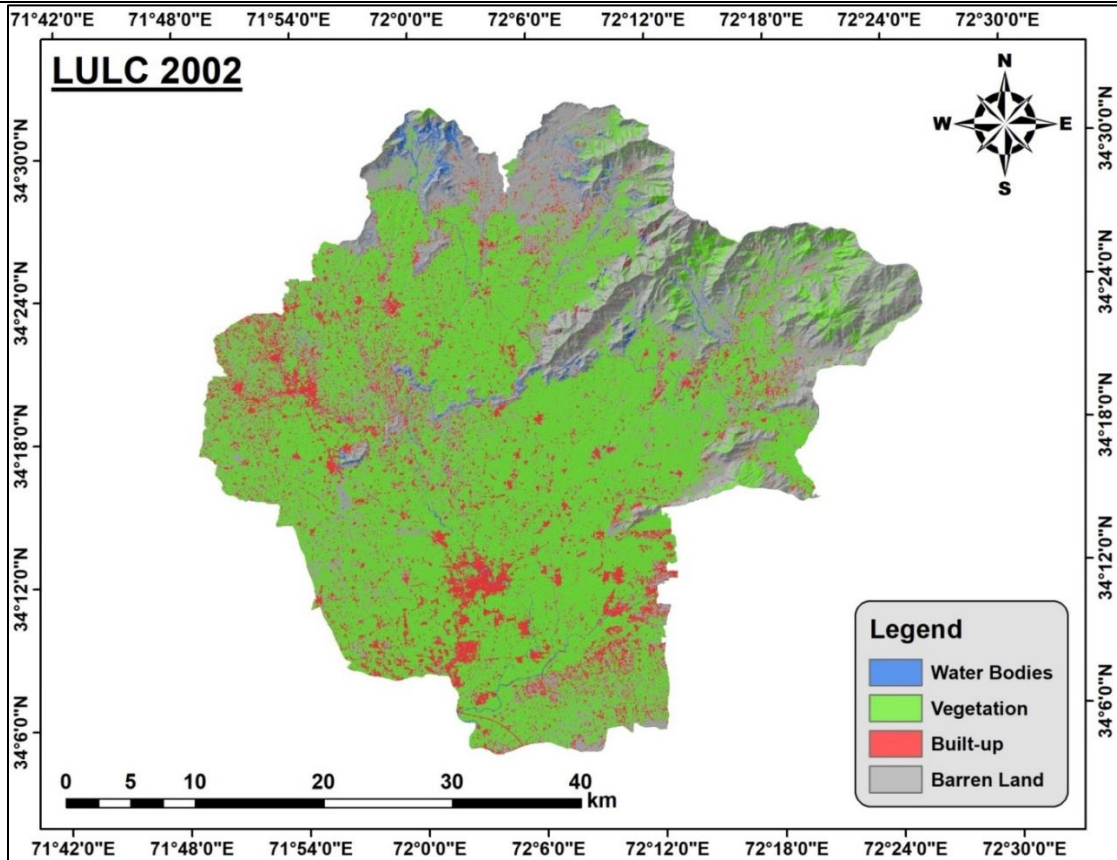 71°42'0"E 71°48'0"E 71°54'0"E 72°0'0"E 72°6'0"E 72°12'0"E 72°18'0"E 72°24'0"E 72°30'0"E
LULC 2002
N
W E
S
34°30'0"N 34°30'0"N
34°24'0"N 34°24'0"N
34°18'0"N 34°18'0"N
34°12'0"N 34°12'0"N
34°6'0"N 34°6'0"N
Legend
Water Bodies
Vegetation
Built-up
Barren Land
0 5 10 20 30 40
km
71°42'0"E 71°48'0"E 71°54'0"E 72°0'0"E 72°6'0"E 72°12'0"E 72°18'0"E 72°24'0"E 72°30'0"E